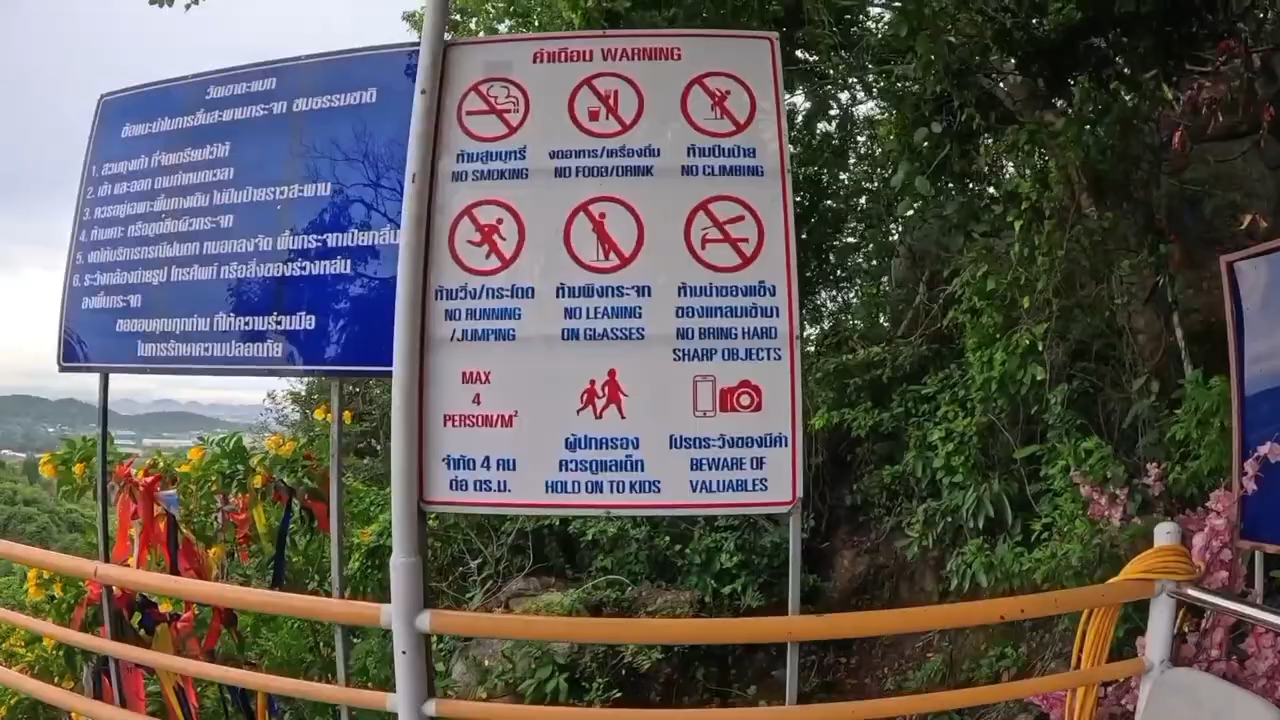 วัดเขาตะแบก
ข้อแนะนำในการขึ้นสะพานกระจก ชมธรรมชาติ
1. สวมถุงเท้า ที่จัดเตรียมไว้ให้
2. เข้า และออก ตามกำหนดเวลา
3. ควรอยู่เฉพาะพื้นทางเดิน ไม่ปีนป่ายราวสะพาน
4. ห้ามเคาะ หรือขูดขีดผิวกระจก
5. งดให้บริการกรณีฝนตก หมอกลงจัด พื้นกระจกเปียกลื่น
6. ระวังกล้องถ่ายรูป โทรศัพท์ หรือสิ่งของร่วงหล่น
ลงพื้นกระจก
ขอขอบคุณทุกท่าน ที่ให้ความร่วมมือ
ในการรักษาความปลอดภัย
คำเตือน WARNING
ห้ามสูบบุหรี่
NO SMOKING
งดอาหาร/เครื่องดื่ม
NO FOOD/DRINK
ห้ามปีนป่าย
NO CLIMBING
ห้ามวิ่ง/กระโดด
NO RUNNING
/JUMPING
ห้ามพิงกระจก
NO LEANING
ON GLASSES
ห้ามนำของแข็ง
ของแหลมเข้ามา
NO BRING HARD
SHARP OBJECTS
MAX
4
PERSON/M²
จำกัด 4 คน
ต่อ ตร.ม.
ผู้ปกครอง
ควรดูแลเด็ก
HOLD ON TO KIDS
โปรดระวังของมีค่า
BEWARE OF
VALUABLES